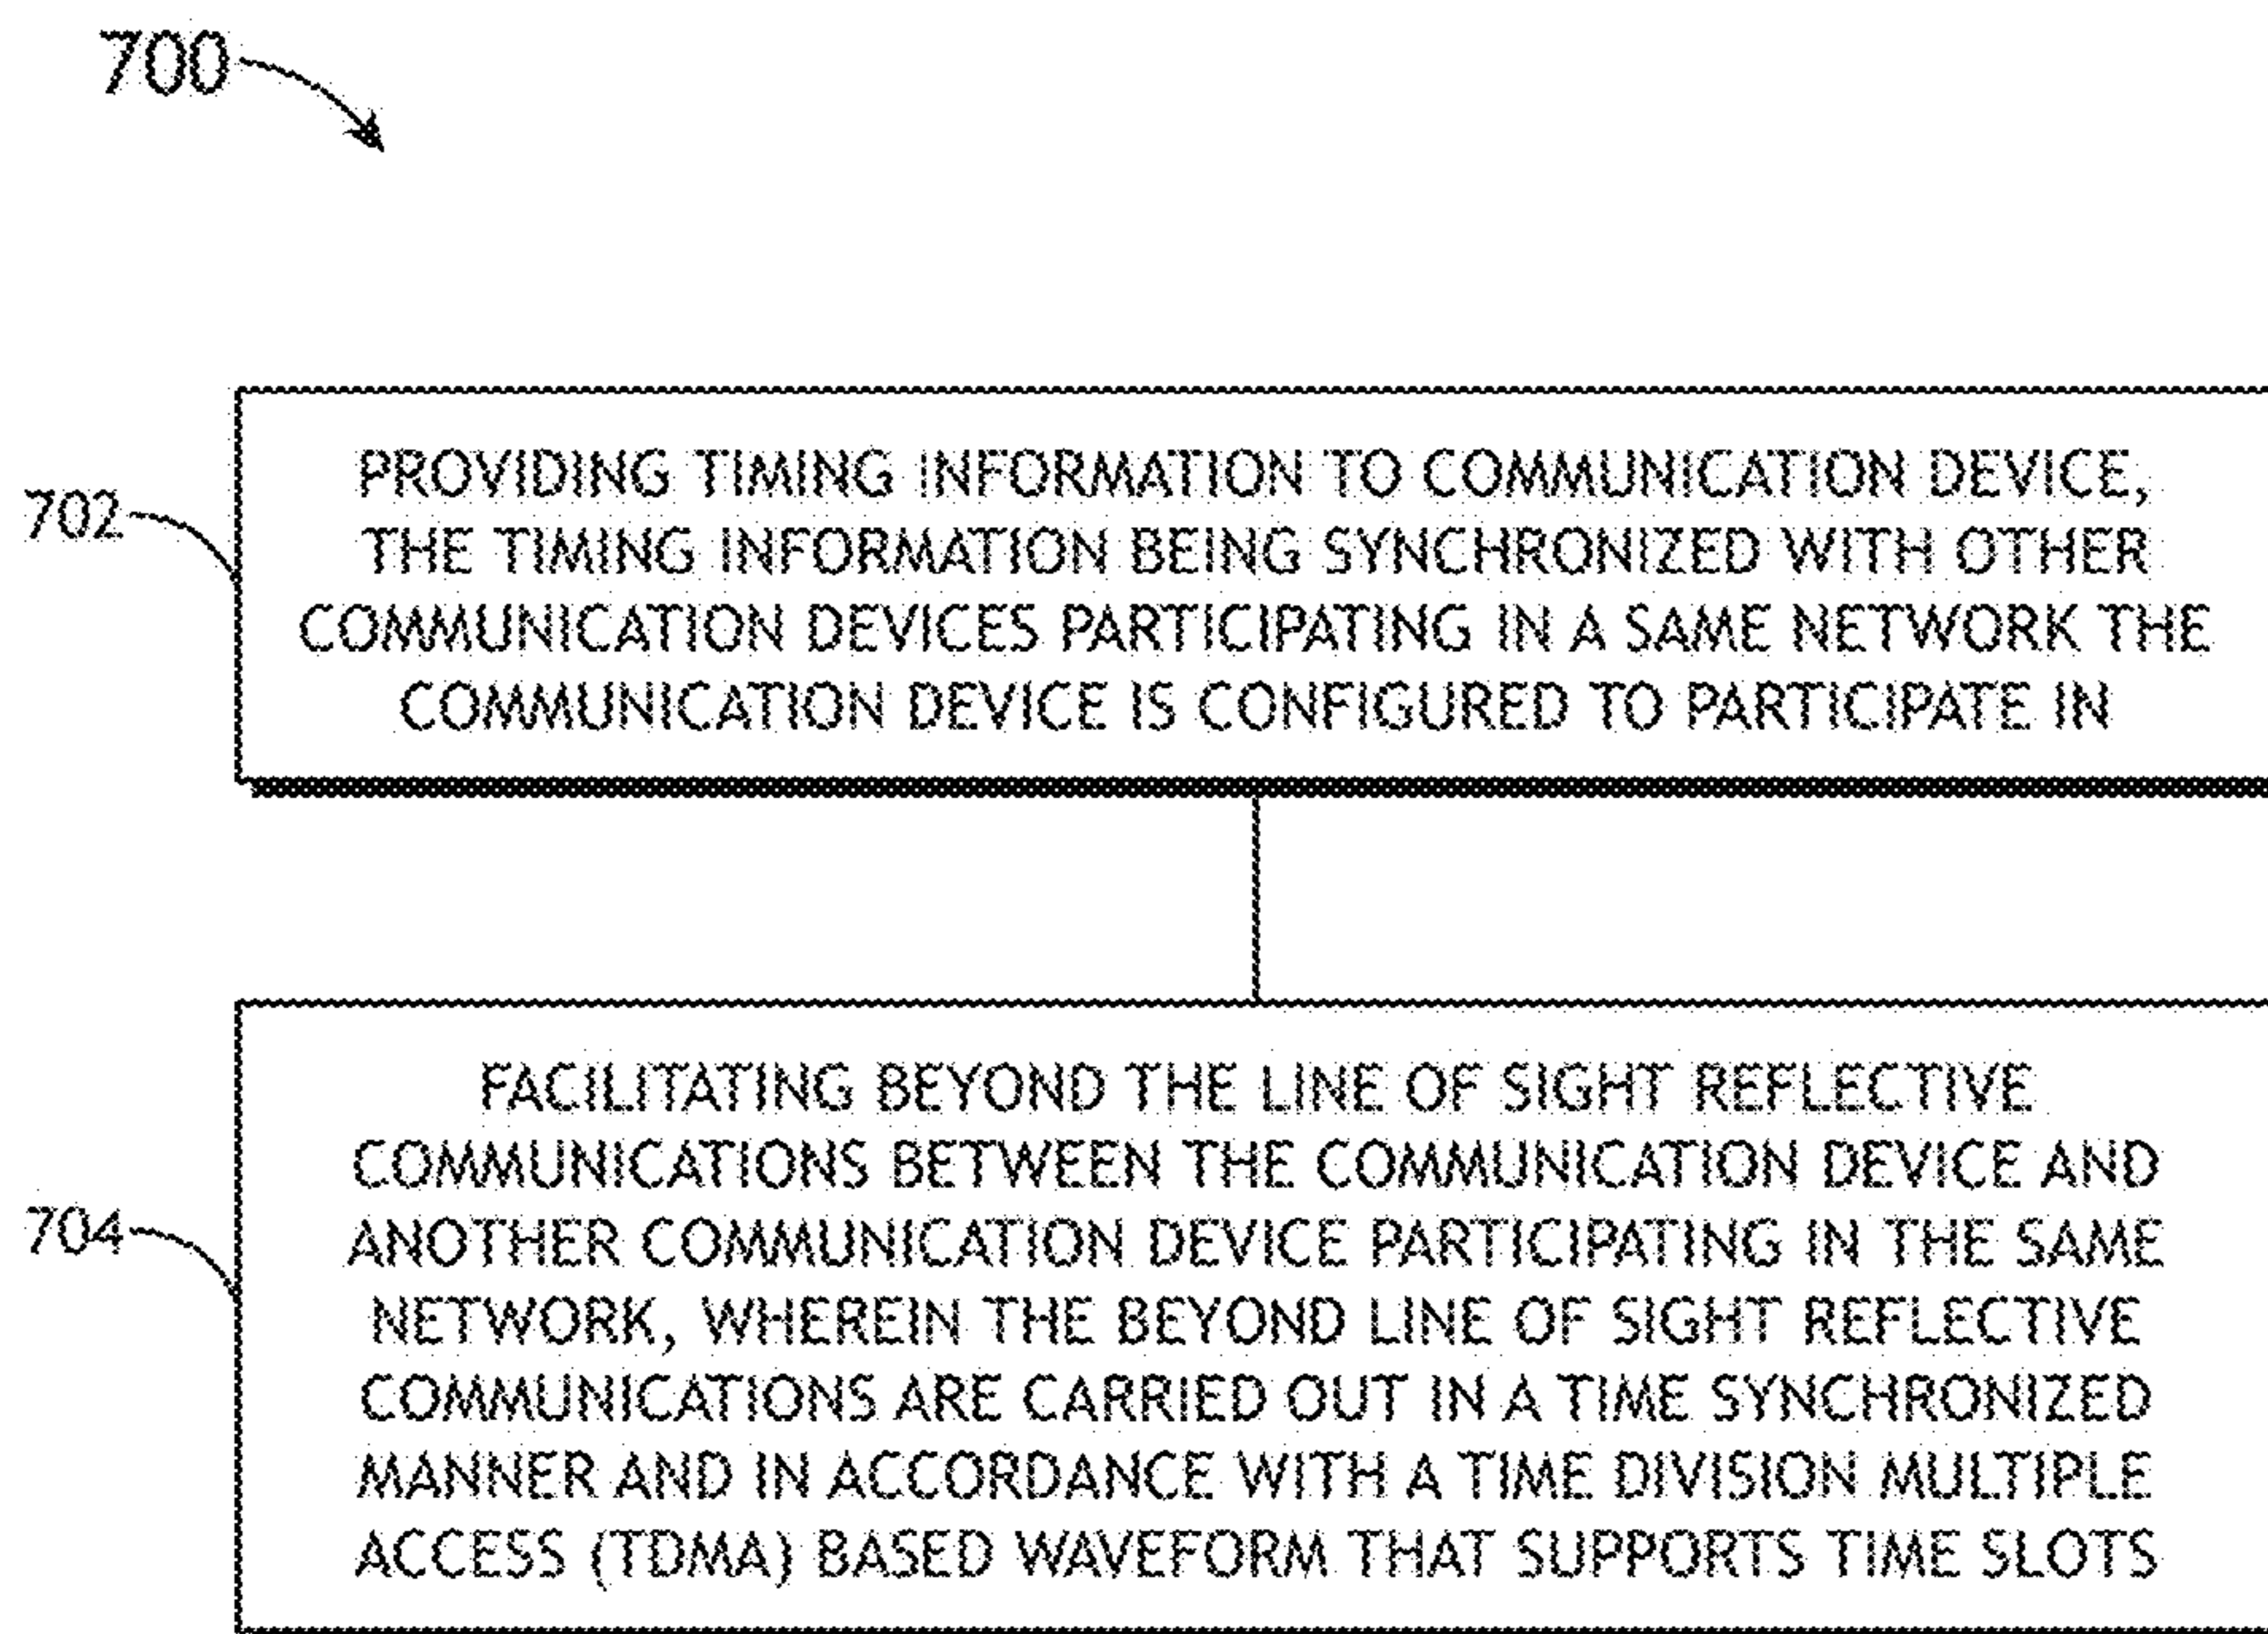 700
702
PROVIDING TIMING INFORMATION TO COMMUNICATION DEVICE,
THE TIMING INFORMATION BEING SYNCHRONIZED WITH OTHER
COMMUNICATION DEVICES PARTICIPATING IN A SAME NETWORK THE
COMMUNICATION DEVICE IS CONFIGURED TO PARTICIPATE IN
704
FACILITATING BEYOND THE LINE OF SIGHT REFLECTIVE
COMMUNICATIONS BETWEEN THE COMMUNICATION DEVICE AND
ANOTHER COMMUNICATION DEVICE PARTICIPATING IN THE SAME
NETWORK, WHEREIN THE BEYOND LINE OF SIGHT REFLECTIVE
COMMUNICATIONS ARE CARRIED OUT IN A TIME SYNCHRONIZED
MANNER AND IN ACCORDANCE WITH A TIME DIVISION MULTIPLE
ACCESS (TDMA) BASED WAVEFORM THAT SUPPORTS TIME SLOTS